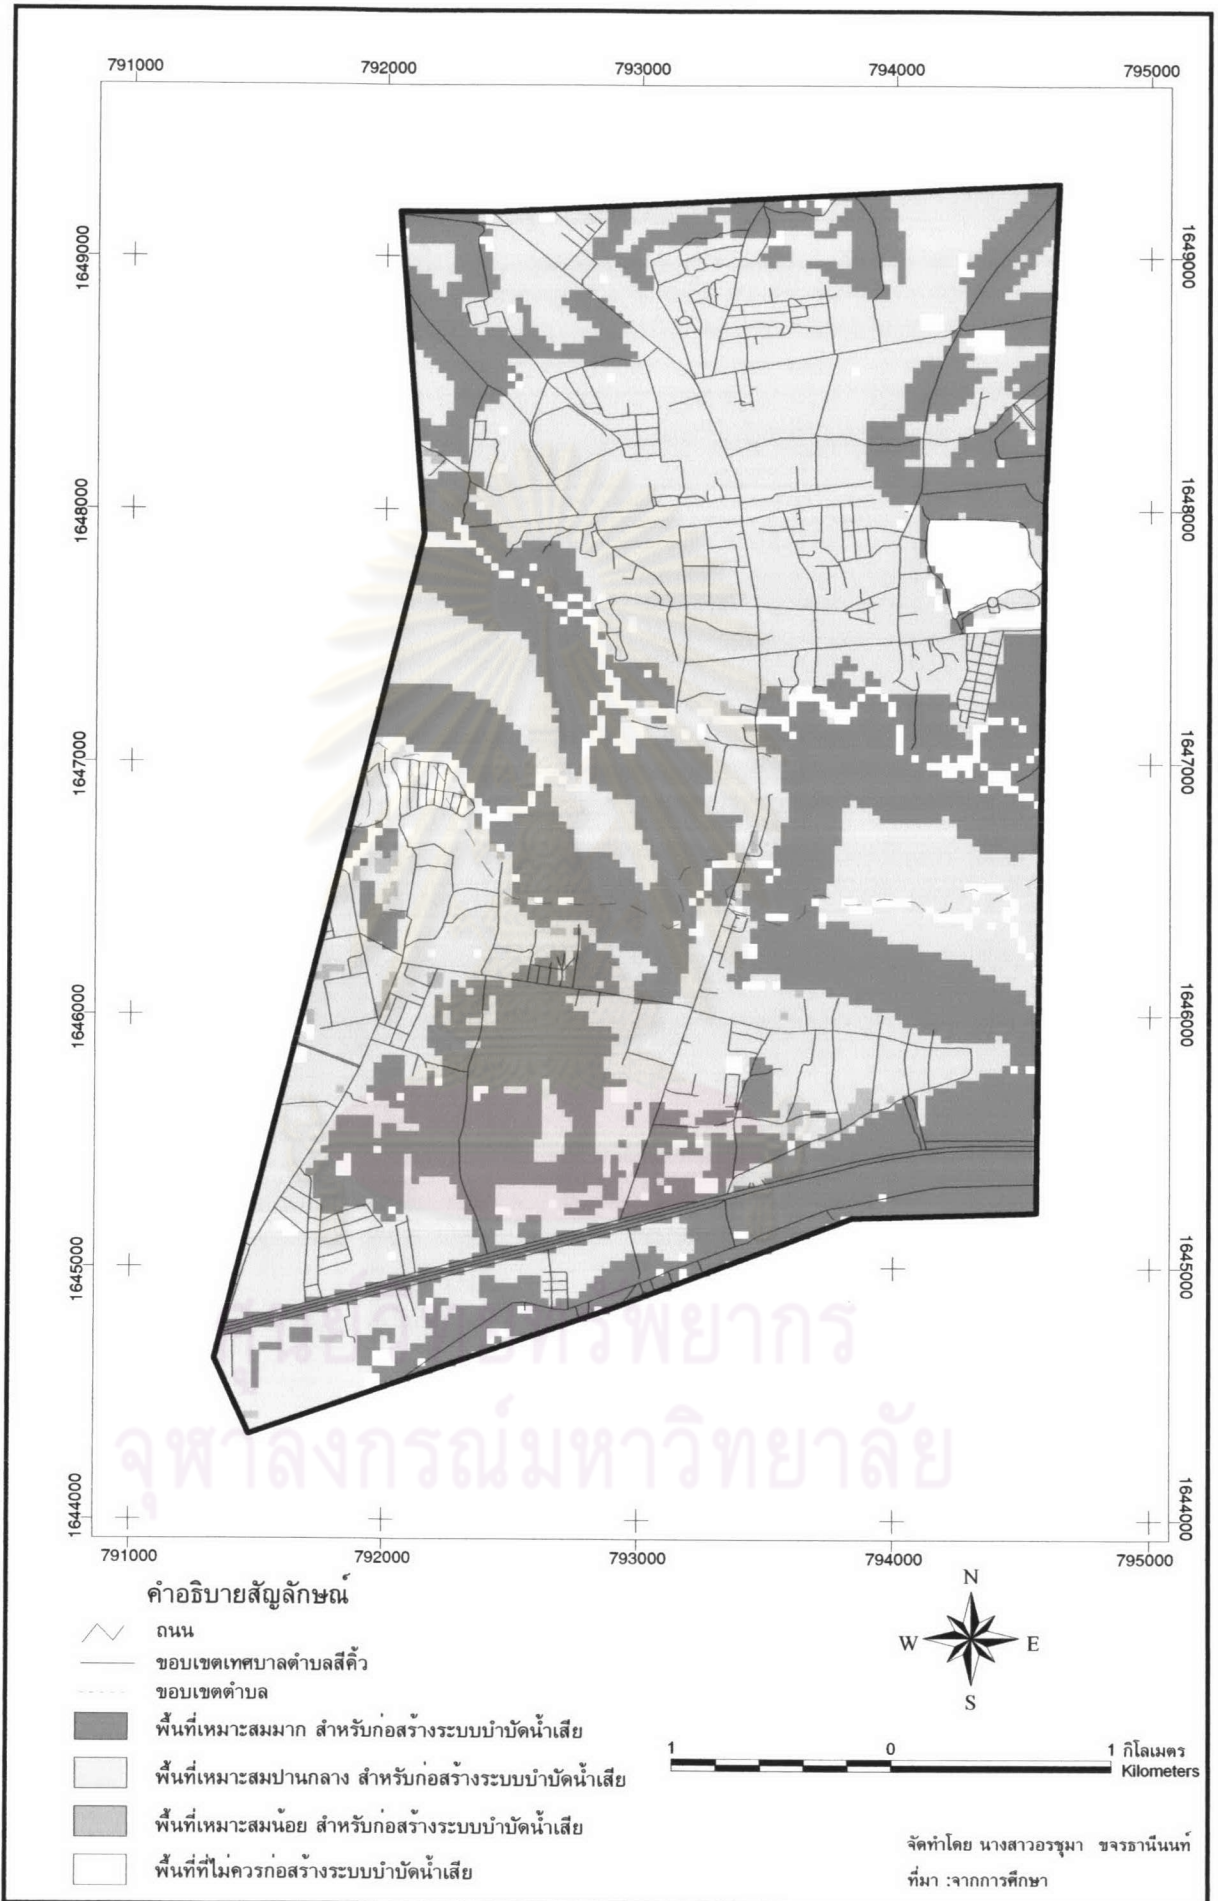 791000 792000 793000 794000 795000
1649000 1649000
1648000 1648000
1647000 1647000
1646000 1646000
1645000 1645000
1644000 1644000
791000 792000 793000 794000 795000
จุฬาลงกรณ์มหาวิทยาลัย
คำอธิบายสัญลักษณ์
ถนน
ขอบเขตเทศบาลตำบลสีคิ้ว
ขอบเขตตำบล
พื้นที่เหมาะสมมาก สำหรับก่อสร้างระบบบำบัดน้ำเสีย
พื้นที่เหมาะสมปานกลาง สำหรับก่อสร้างระบบบำบัดน้ำเสีย
พื้นที่เหมาะสมน้อย สำหรับก่อสร้างระบบบำบัดน้ำเสีย
พื้นที่ที่ไม่ควรก่อสร้างระบบบำบัดน้ำเสีย
N
W E
S
1 0 1 กิโลเมตร
Kilometers
จัดทำโดย นางสาวอรชุมา ขจรธานีนนท์
ที่มา :จากการศึกษา